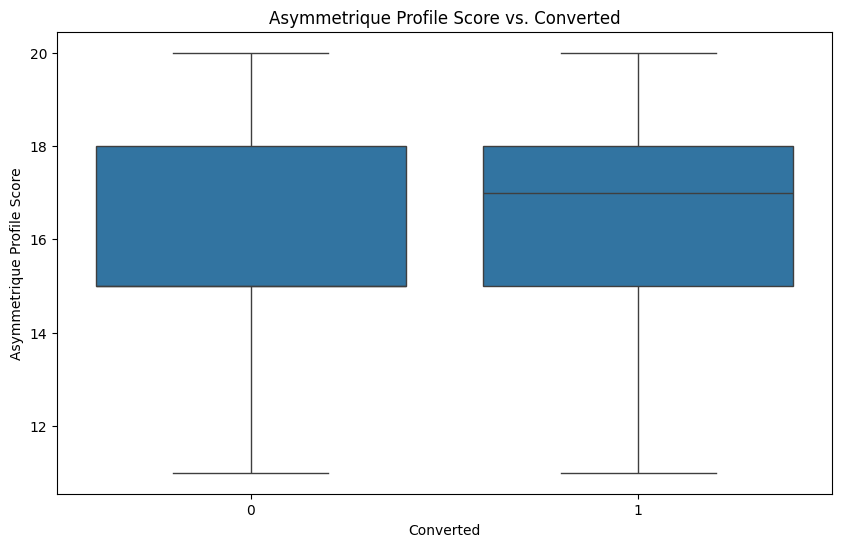 Asymmetrique Profile Score vs. Converted
Asymmetrique Profile Score
20
18
16
14
12
0 1
Converted